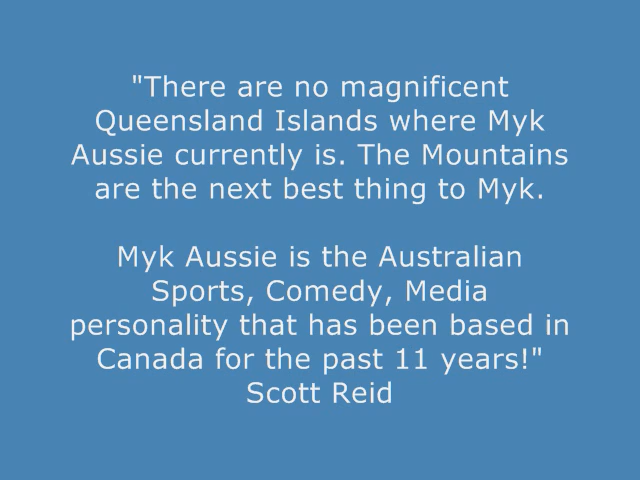 "There are no magnificent
Queensland Islands where Myk
Aussie currently is. The Mountains
are the next best thing to Myk.
Myk Aussie is the Australian
Sports, Comedy, Media
personality that has been based in
Canada for the past 11 years!"
Scott Reid